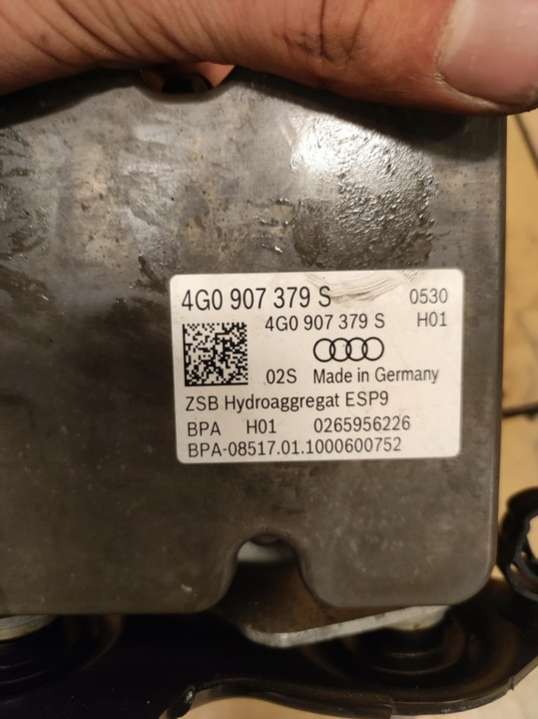 4G0 907 379 S 0530
4G0 907 379 S H01
02S Made in Germany
ZSB Hydroaggregat ESP9
BPA H01 0265956226
BPA-08517.01.1000600752